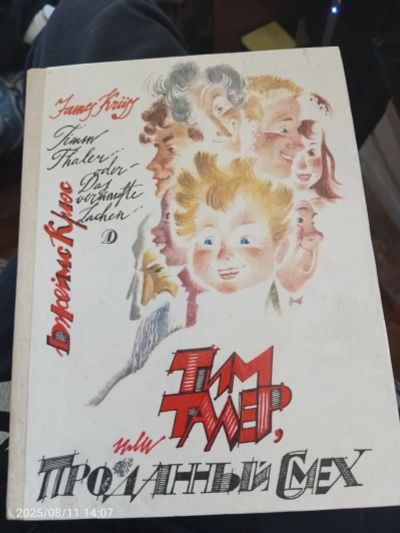 James Krüss
Timm
Thaler
oder
Das
verkaufte
Lachen
Д
Джеймс Крюс
Тим
Талер,
или
Проданный Смех
2025/08/11 14:07